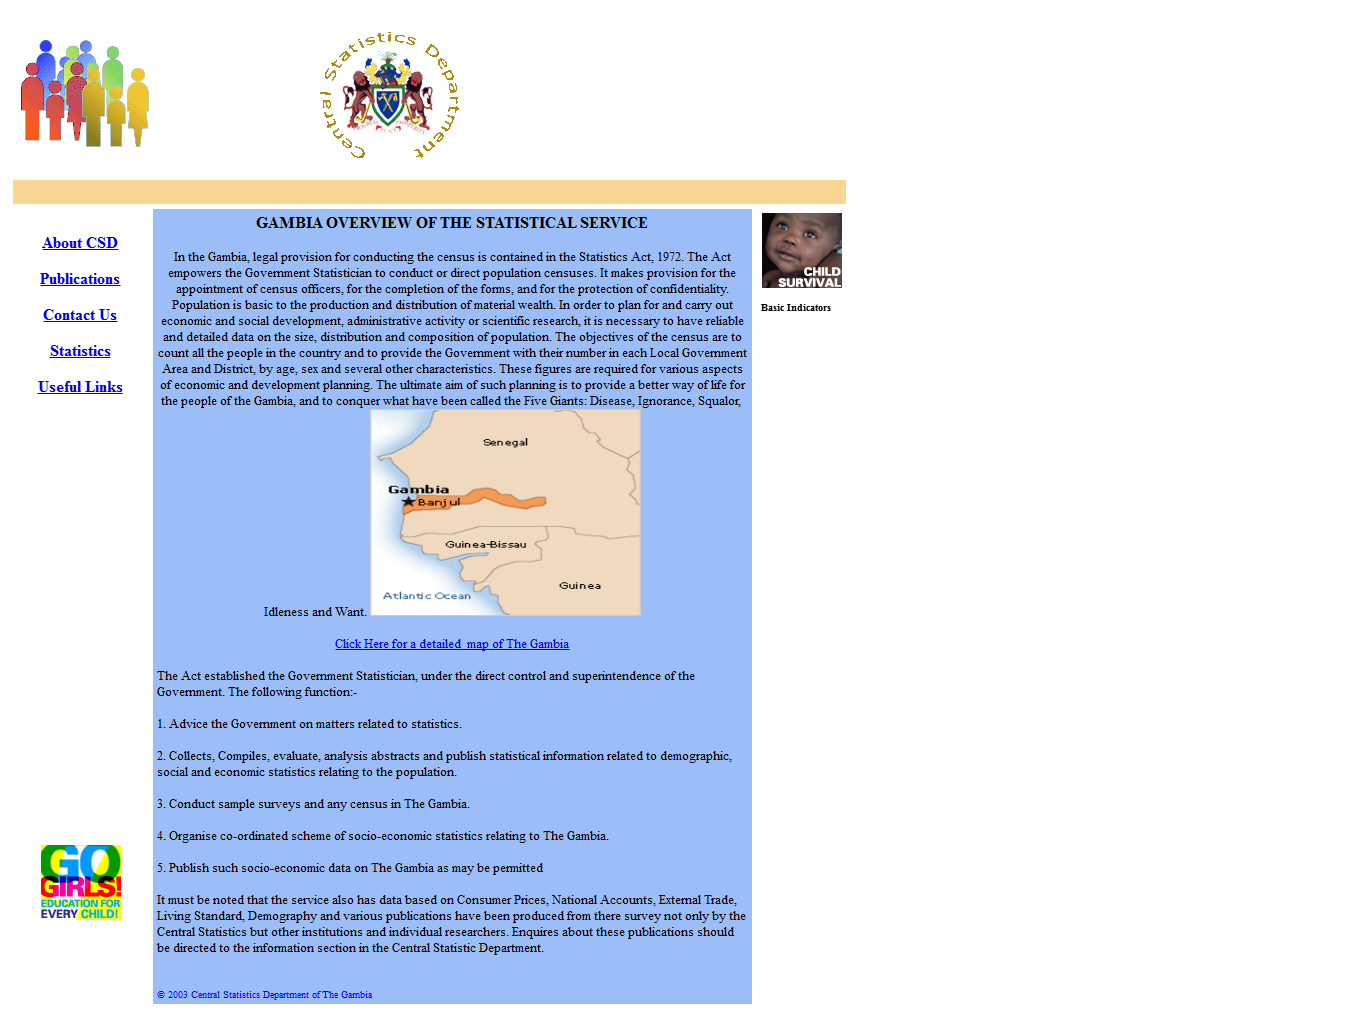 Central Statistics Department
GAMBIA OVERVIEW OF THE STATISTICAL SERVICE
About CSD
Publications
Contact Us
Statistics
Useful Links
In the Gambia, legal provision for conducting the census is contained in the Statistics Act, 1972. The Act
empowers the Government Statistician to conduct or direct population censuses. It makes provision for the
appointment of census officers, for the completion of the forms, and for the protection of confidentiality.
Population is basic to the production and distribution of material wealth. In order to plan for and carry out
economic and social development, administrative activity or scientific research, it is necessary to have reliable
and detailed data on the size, distribution and composition of population. The objectives of the census are to
count all the people in the country and to provide the Government with their number in each Local Government
Area and District, by age, sex and several other characteristics. These figures are required for various aspects
of economic and development planning. The ultimate aim of such planning is to provide a better way of life for
the people of the Gambia, and to conquer what have been called the Five Giants: Disease, Ignorance, Squalor,
Senegal
Gambia
Banjul
Guinea-Bissau
Guinea
Atlantic Ocean
Idleness and Want.
Click Here for a detailed map of The Gambia
The Act established the Government Statistician, under the direct control and superintendence of the
Government. The following function:-
1. Advice the Government on matters related to statistics.
2. Collects, Compiles, evaluate, analysis abstracts and publish statistical information related to demographic,
social and economic statistics relating to the population.
3. Conduct sample surveys and any census in The Gambia.
4. Organise co-ordinated scheme of socio-economic statistics relating to The Gambia.
5. Publish such socio-economic data on The Gambia as may be permitted
It must be noted that the service also has data based on Consumer Prices, National Accounts, External Trade,
Living Standard, Demography and various publications have been produced from there survey not only by the
Central Statistics but other institutions and individual researchers. Enquires about these publications should
be directed to the information section in the Central Statistic Department.
© 2003 Central Statistics Department of The Gambia
GO
GIRLS!
EDUCATION FOR
EVERY CHILD!
CHILD
SURVIVAL
Basic Indicators